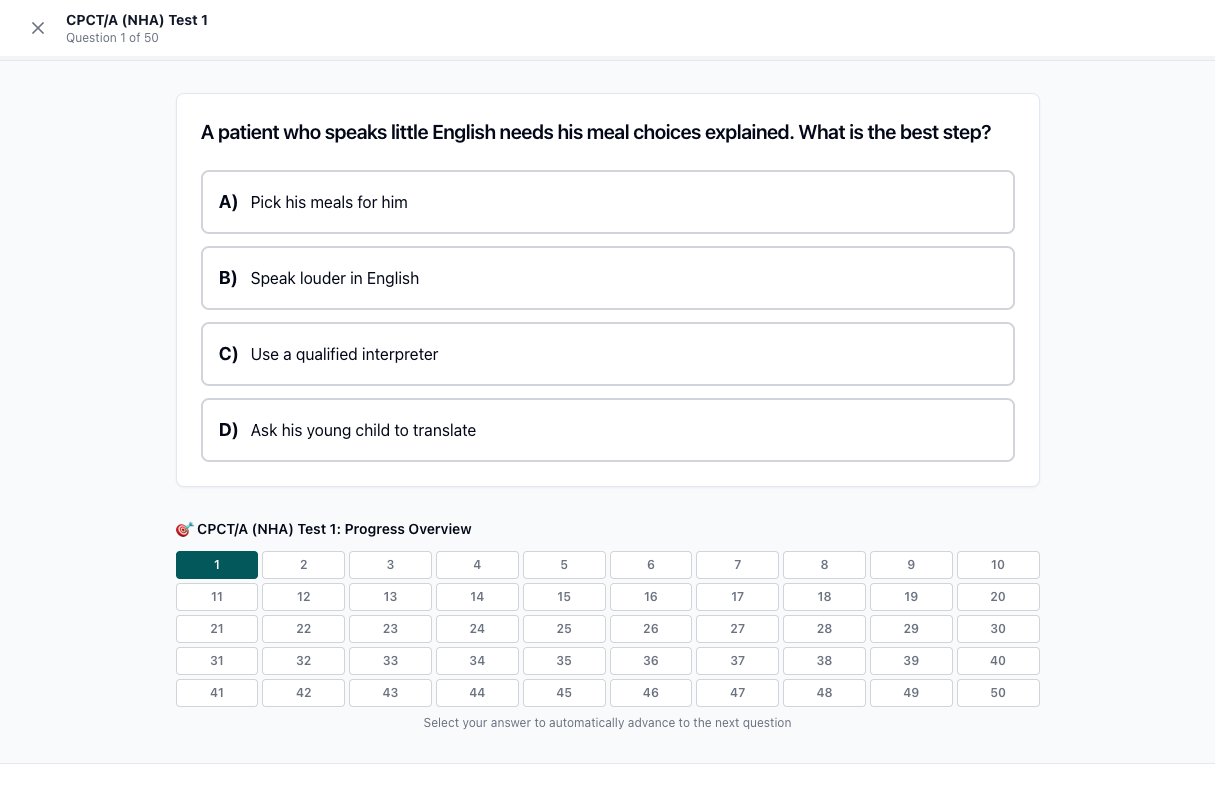 CPCT/A (NHA) Test 1
Question 1 of 50
A patient who speaks little English needs his meal choices explained. What is the best step?
A) Pick his meals for him
B) Speak louder in English
C) Use a qualified interpreter
D) Ask his young child to translate
🎯 CPCT/A (NHA) Test 1: Progress Overview
1 2 3 4 5 6 7 8 9 10
11 12 13 14 15 16 17 18 19 20
21 22 23 24 25 26 27 28 29 30
31 32 33 34 35 36 37 38 39 40
41 42 43 44 45 46 47 48 49 50
Select your answer to automatically advance to the next question